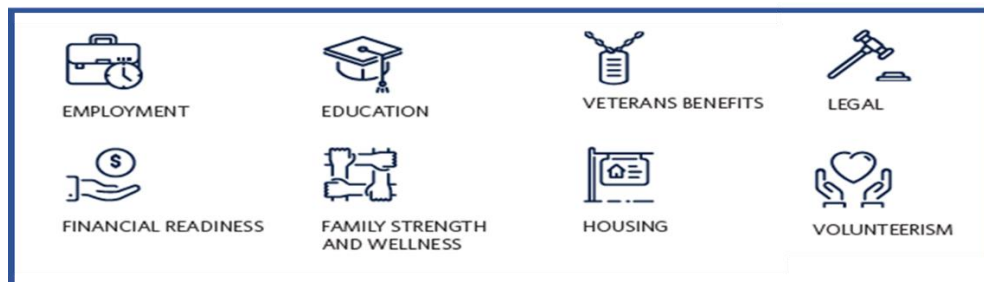 EMPLOYMENT
EDUCATION
VETERANS BENEFITS
LEGAL
$
FINANCIAL READINESS
FAMILY STRENGTH
AND WELLNESS
HOUSING
VOLUNTEERISM